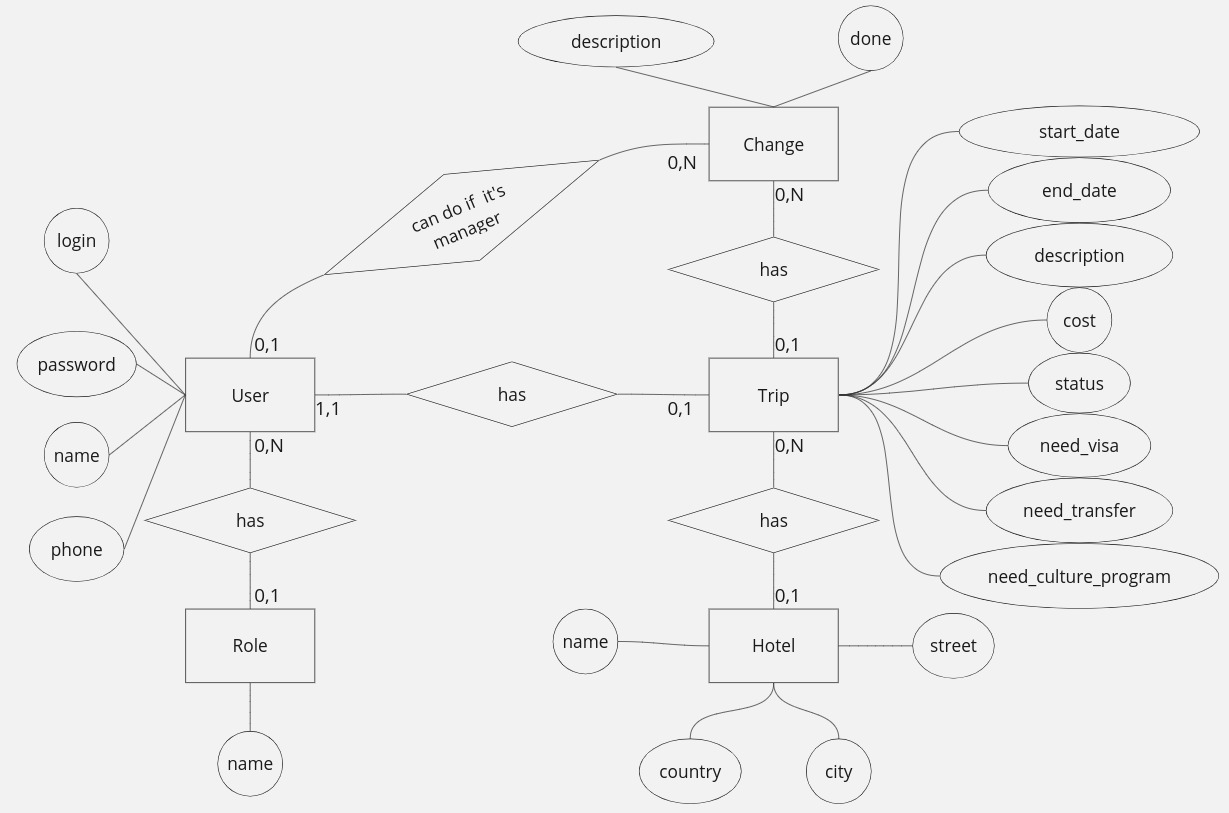 description
done
Change
start_date
0,N
0,N
end_date
can do if it's
manager
login
description
has
cost
0,1
0,1
password
User
has
Trip
status
1,1
0,1
name
0,N
0,N
need_visa
has
has
need_transfer
phone
0,1
0,1
need_culture_program
Role
name
Hotel
street
name
country
city